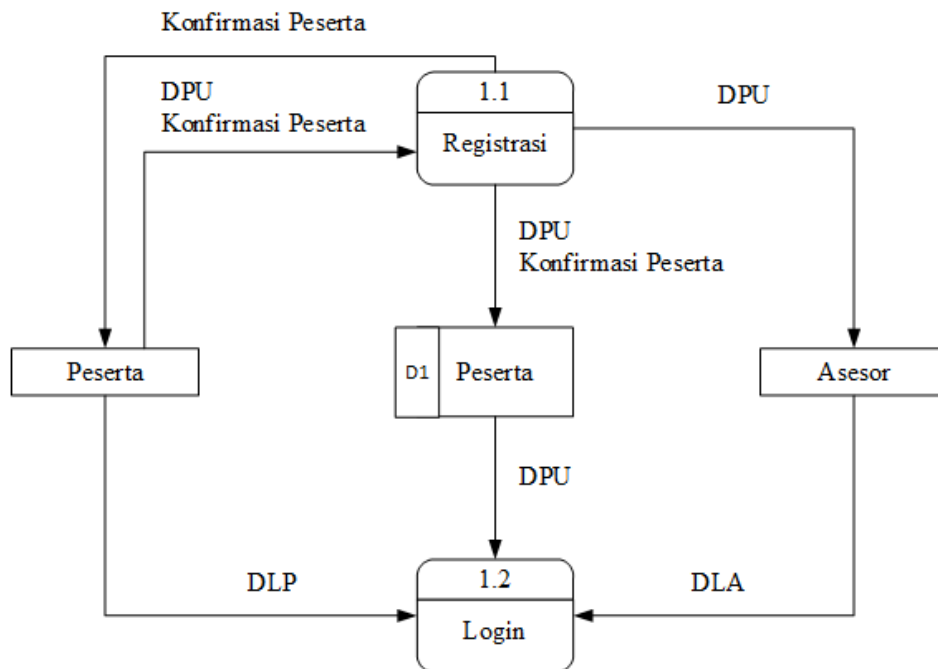 Konfirmasi Peserta
DPU
Konfirmasi Peserta
1.1
Registrasi
DPU
DPU
Konfirmasi Peserta
Peserta
D1
Peserta
Asesor
DPU
DLP
1.2
Login
DLA